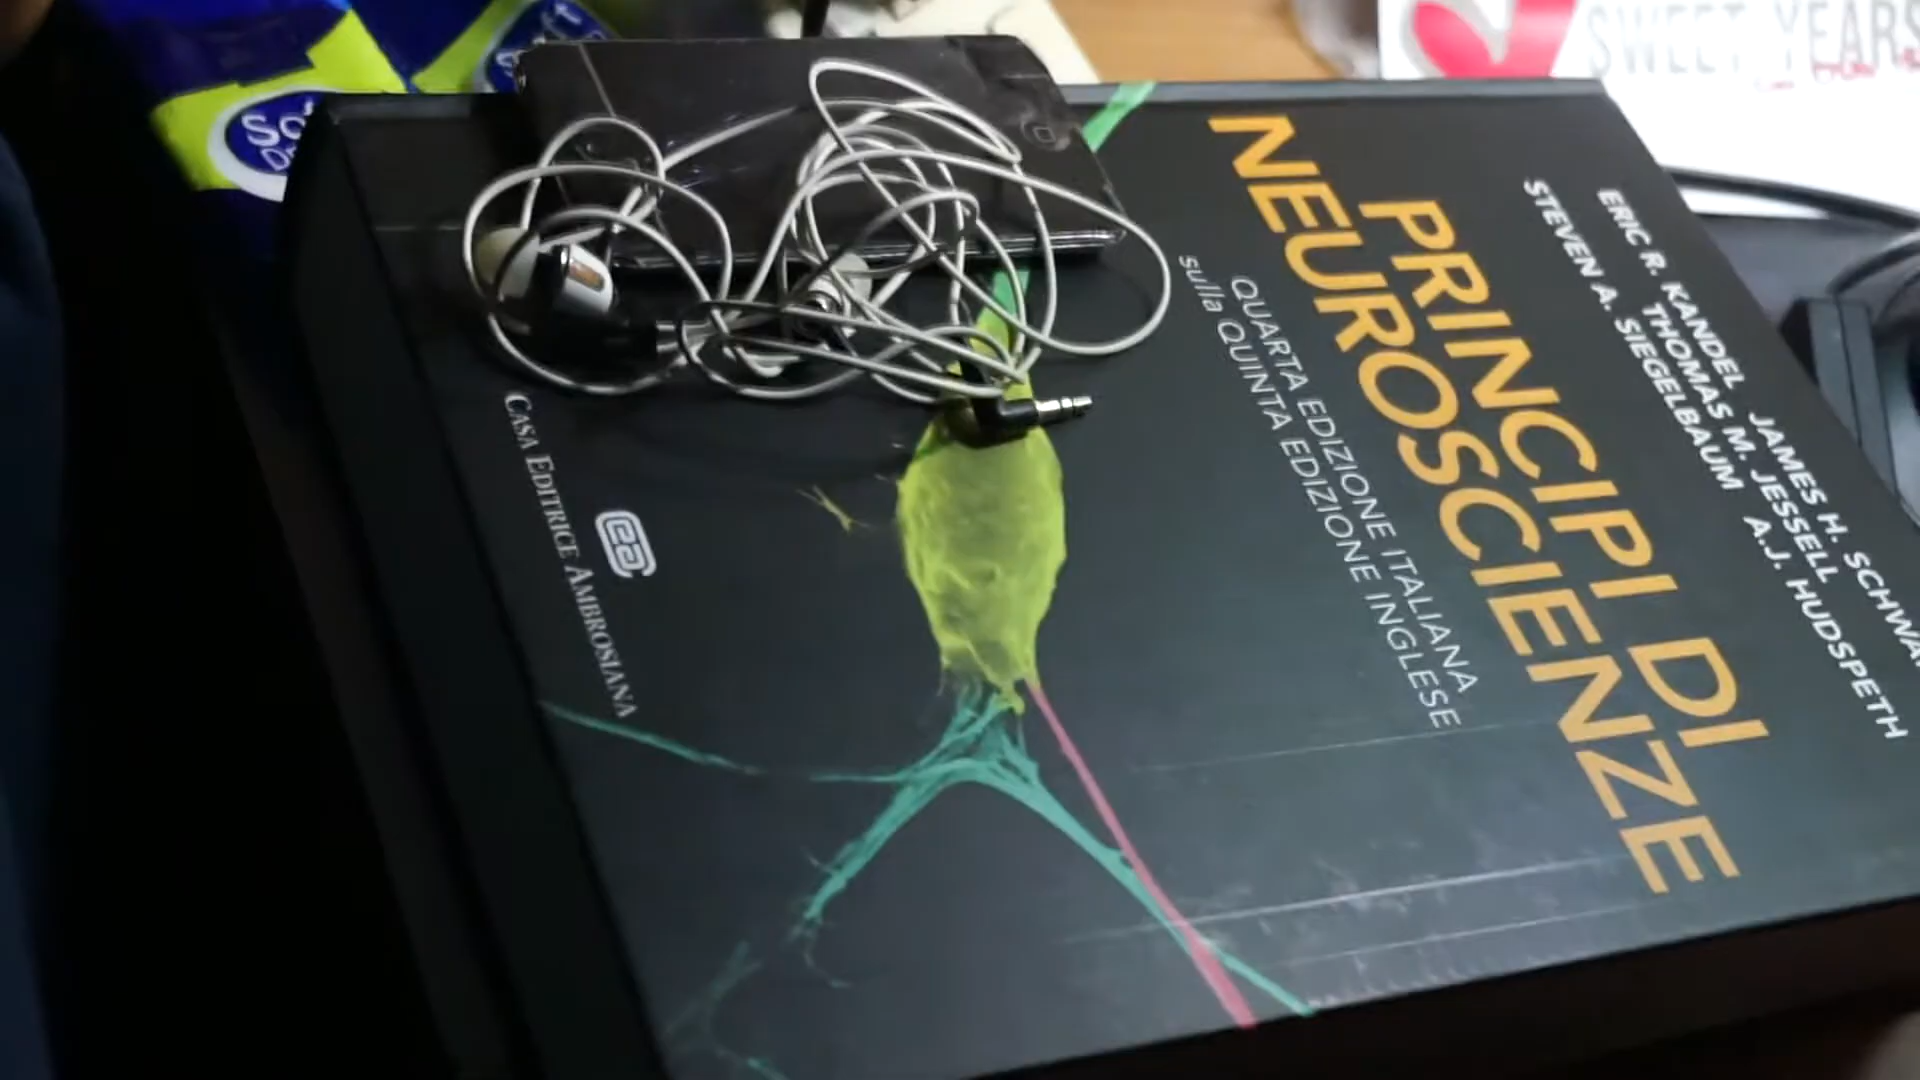 ERIC R. KANDEL JAMES H.
THOMAS M. JESSELL
STEVEN A. SIEGELBAUM A.J. HUDSPETH
PRINCIPI DI
NEUROSCIENZE
QUARTA EDIZIONE ITALIANA
sulla QUINTA EDIZIONE INGLESE
cea
CASA EDITRICE AMBROSIANA
SWEET YEARS